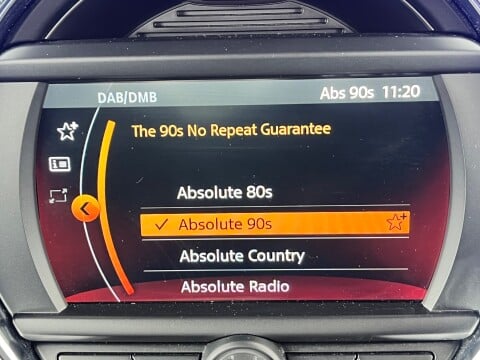 DAB/DMB Abs 90s 11:20
The 90s No Repeat Guarantee
Absolute 80s
Absolute 90s
Absolute Country
Absolute Radio